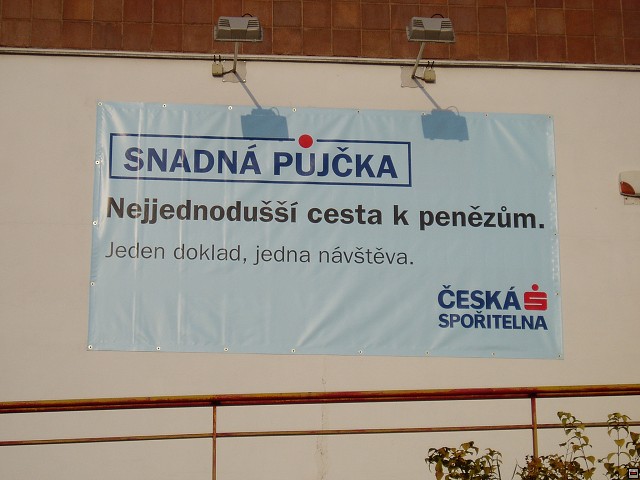 SNADNÁ PŮJČKA
Nejjednodušší cesta k penězům.
Jeden doklad, jedna návštěva.
ČESKÁ
SPOŘITELNA